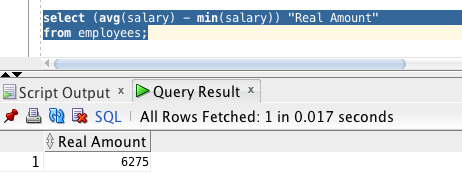 select (avg(salary) - min(salary)) "Real Amount"
from employees;
Script Output x Query Result x
SQL All Rows Fetched: 1 in 0.017 seconds
Real Amount
1 6275